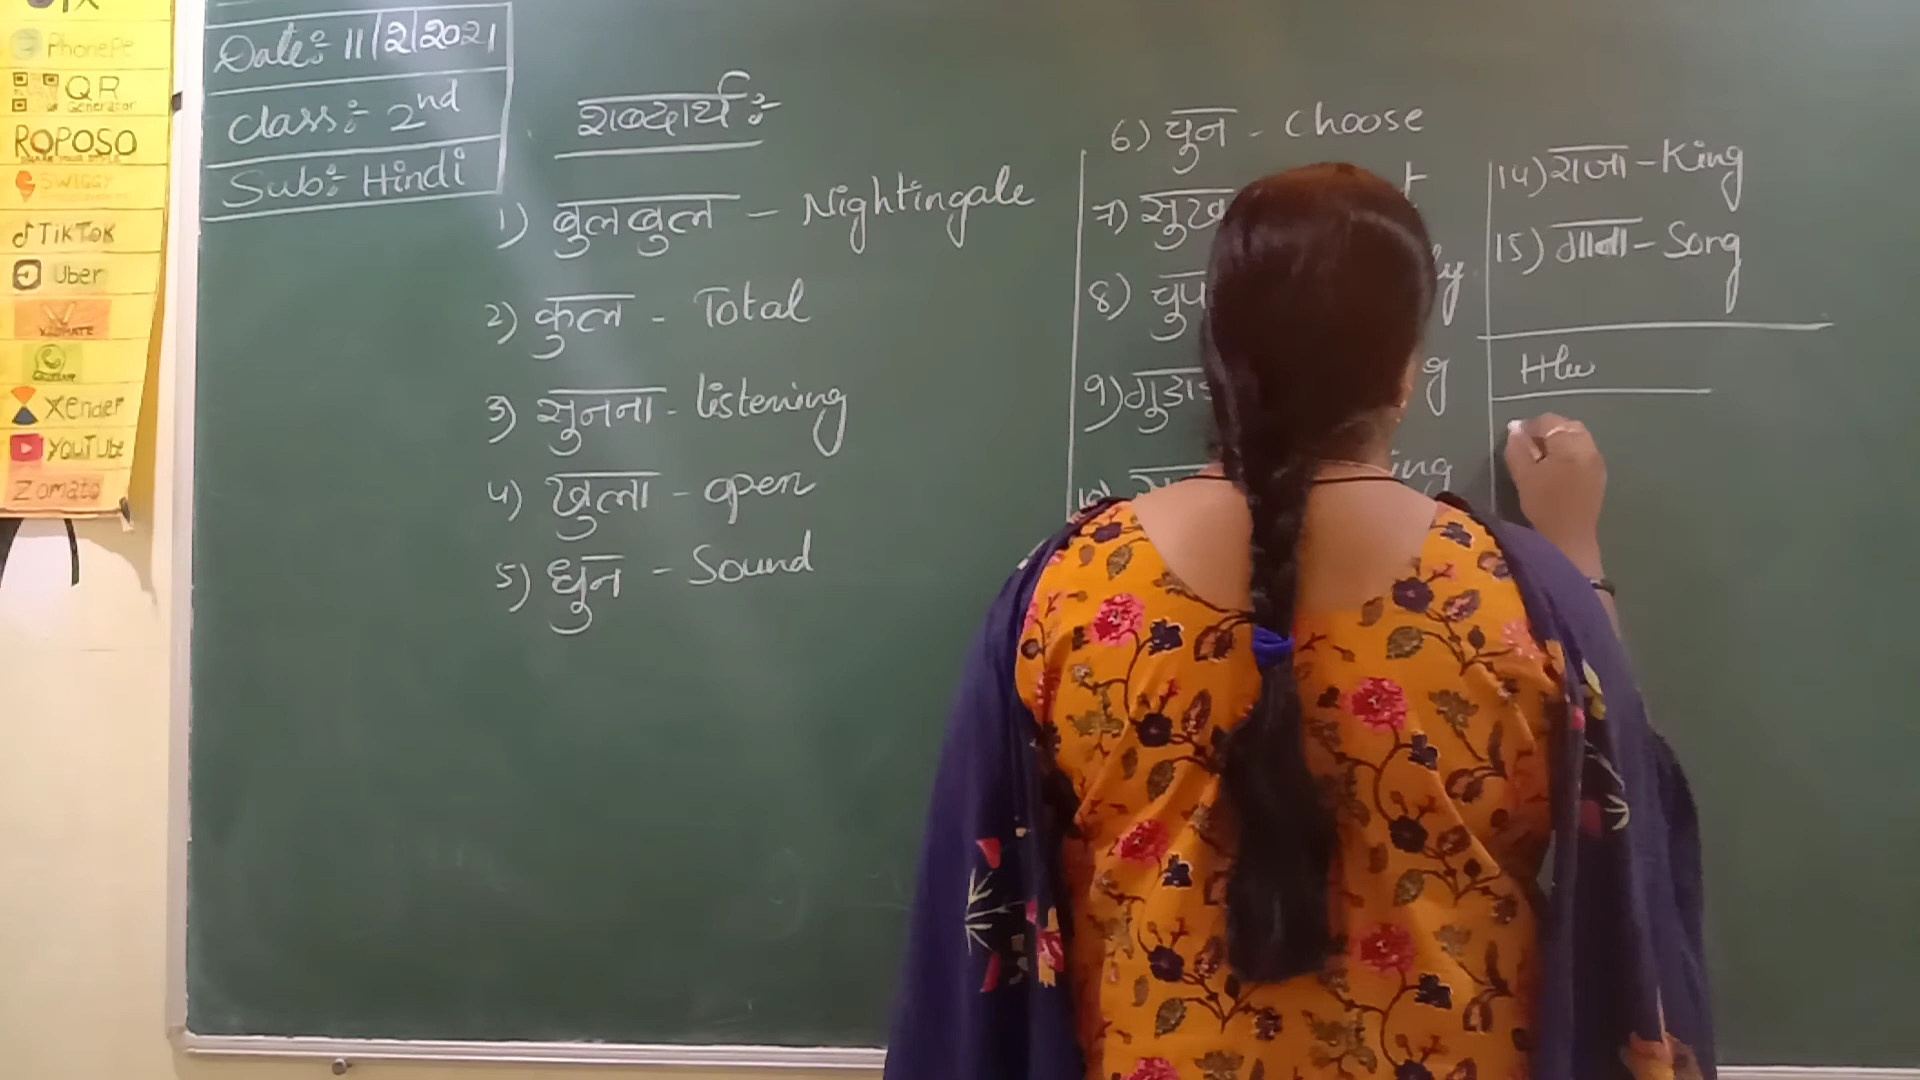 PhonePe
QR
Generator
ROPOSO
SWIGGY
TikTok
Uber
VIDMATE
Xender
YouTube
Zomato
Date:- 11/2/2021
Class:- 2nd
Sub:- Hindi
शब्दार्थ :-
1) बुलबुल - Nightingale
2) कुल - Total
3) सुनना - listening
4) खुला - open
5) धुन - Sound
6) चुन - choose
7) सुख
8) चुप
9) गुडा
14) राजा - King
15) गाना - Song
H/w